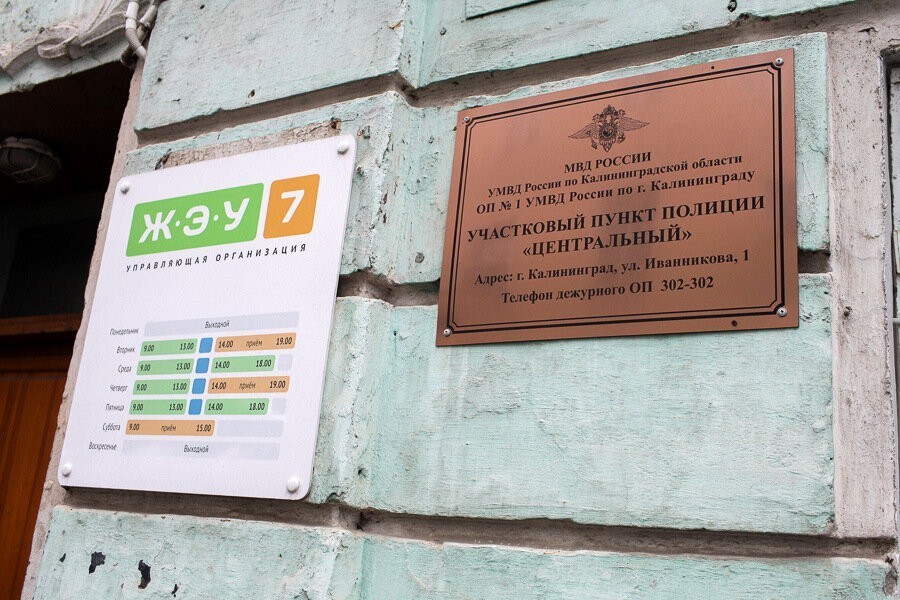 Ж·Э·У 7
УПРАВЛЯЮЩАЯ ОРГАНИЗАЦИЯ
Понедельник Выходной
Вторник 9.00 13.00 14.00 приём 19.00
Среда 9.00 13.00 14.00 18.00
Четверг 9.00 13.00 14.00 приём 19.00
Пятница 9.00 13.00 14.00 18.00
Суббота 9.00 приём 15.00
Воскресенье Выходной
МВД РОССИИ
УМВД России по Калининградской области
ОП № 1 УМВД России по г. Калининграду
УЧАСТКОВЫЙ ПУНКТ ПОЛИЦИИ
«ЦЕНТРАЛЬНЫЙ»
Адрес: г. Калининград, ул. Иванникова, 1
Телефон дежурного ОП 302-302